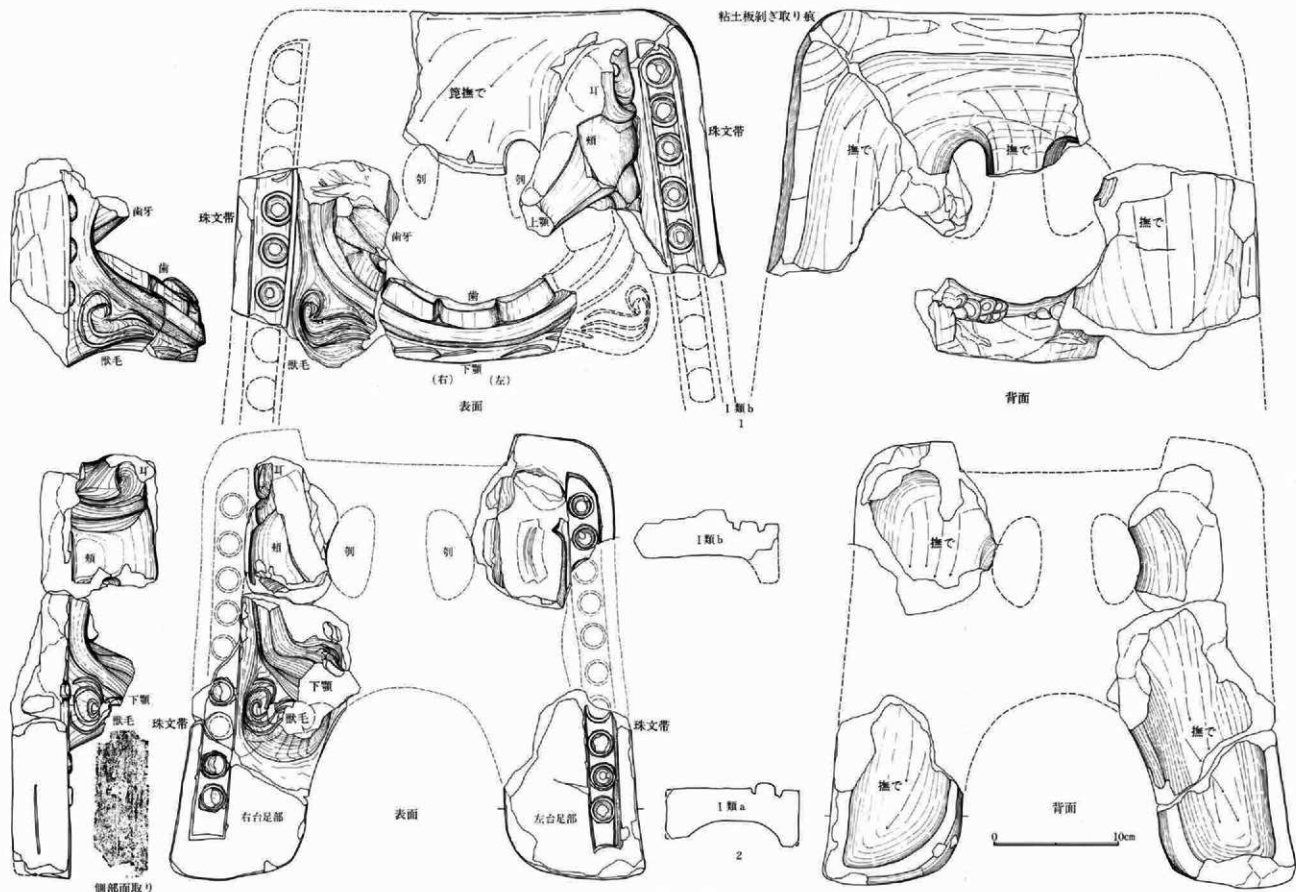 粘土板剝ぎ取り痕
篦撫で
耳
頰
珠文帯
刳
刳
上顎
撫で
撫で
撫で
歯牙
歯
獣毛
珠文帯
歯牙
歯
獣毛
下顎
(右) (左)
表面
I類b
1
背面
耳
頰
下顎
獣毛
側部面取り
耳
頰
刳
刳
下顎
獣毛
珠文帯
珠文帯
右台足部
表面
左台足部
I類b
I類a
2
撫で
撫で
撫で
背面
0 10cm